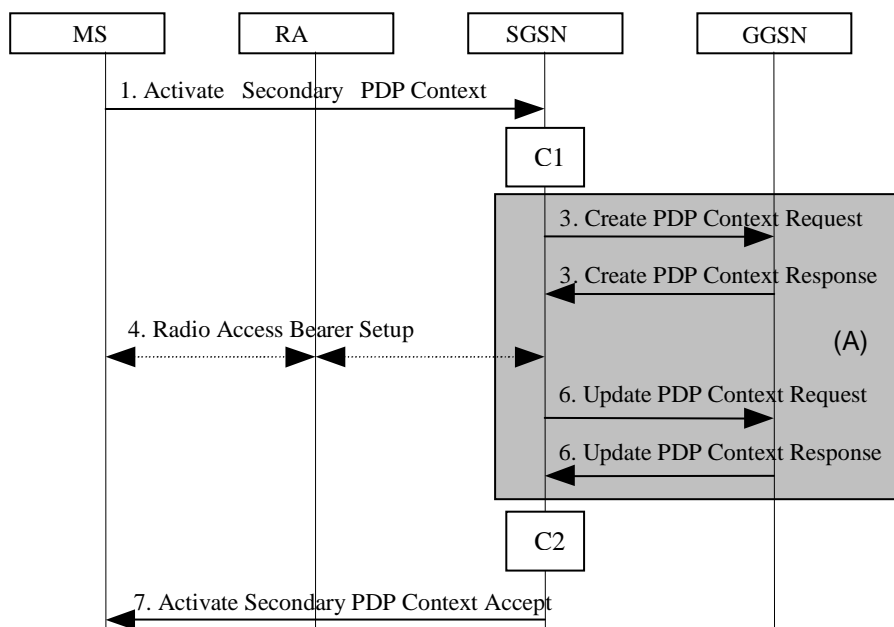 MS RA SGSN GGSN
1. Activate Secondary PDP Context
C1
3. Create PDP Context Request
3. Create PDP Context Response
4. Radio Access Bearer Setup
(A)
6. Update PDP Context Request
6. Update PDP Context Response
C2
7. Activate Secondary PDP Context Accept